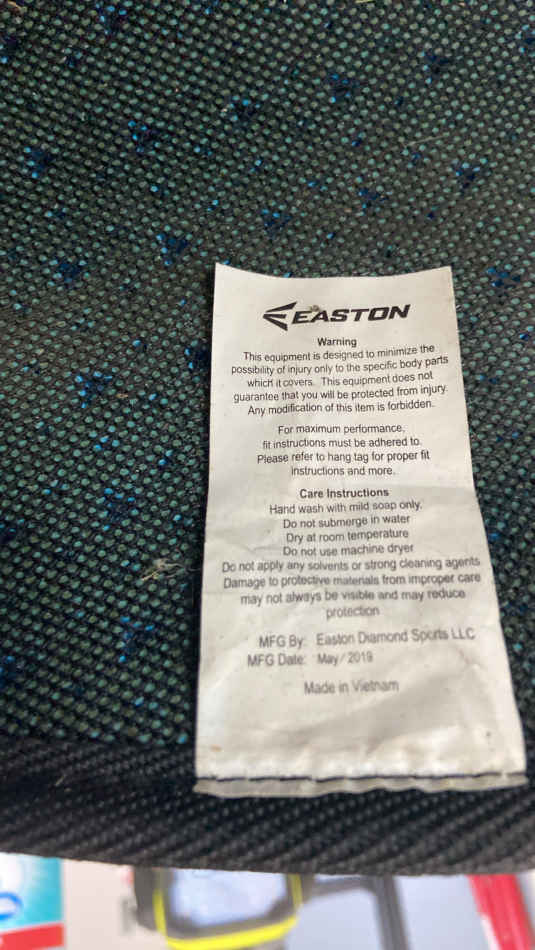 EASTON
Warning
This equipment is designed to minimize the
possibility of injury only to the specific body parts
which it covers. This equipment does not
guarantee that you will be protected from injury.
Any modification of this item is forbidden.
For maximum performance,
fit instructions must be adhered to.
Please refer to hang tag for proper fit
instructions and more.
Care Instructions
Hand wash with mild soap only.
Do not submerge in water
Dry at room temperature
Do not use machine dryer
Do not apply any solvents or strong cleaning agents
Damage to protective materials from improper care
may not always be visible and may reduce
protection
MFG By: Easton Diamond Sports LLC
MFG Date: May / 2019
Made in Vietnam